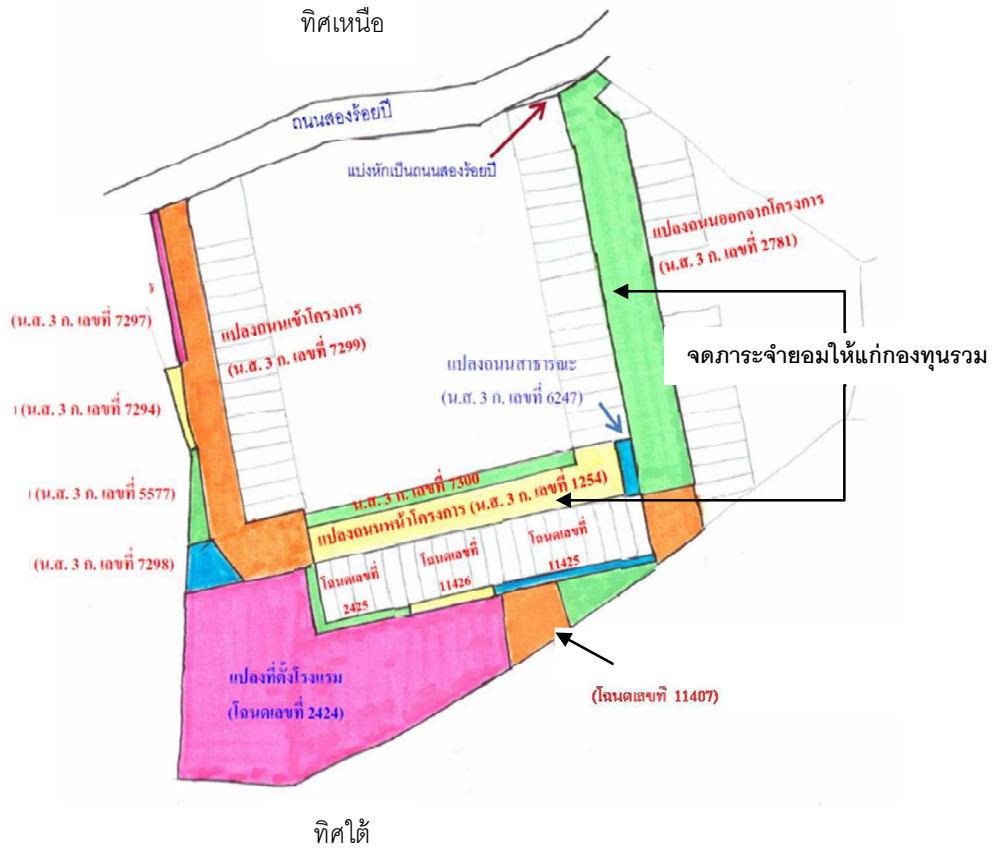 ทิศเหนือ
ถนนสองร้อยปี
แบ่งหักเป็นถนนสองร้อยปี
แปลงถนนออกจากโครงการ
(น.ส. 3 ก. เลขที่ 2781)
ร
(น.ส. 3 ก. เลขที่ 7297)
แปลงถนนเข้าโครงการ
(น.ส. 3 ก. เลขที่ 7299)
จดภาระจำยอมให้แก่กองทุนรวม
แปลงถนนสาธารณะ
(น.ส. 3 ก. เลขที่ 6247)
(น.ส. 3 ก. เลขที่ 7294)
น.ส. 3 ก. เลขที่ 7300
แปลงถนนหน้าโครงการ (น.ส. 3 ก. เลขที่ 1254)
(น.ส. 3 ก. เลขที่ 5577)
(น.ส. 3 ก. เลขที่ 7298)
โฉนดเลขที่
2425
โฉนดเลขที่
11426
โฉนดเลขที่
11425
แปลงที่ตั้งโรงแรม
(โฉนดเลขที่ 2424)
(โฉนดเลขที่ 11407)
ทิศใต้